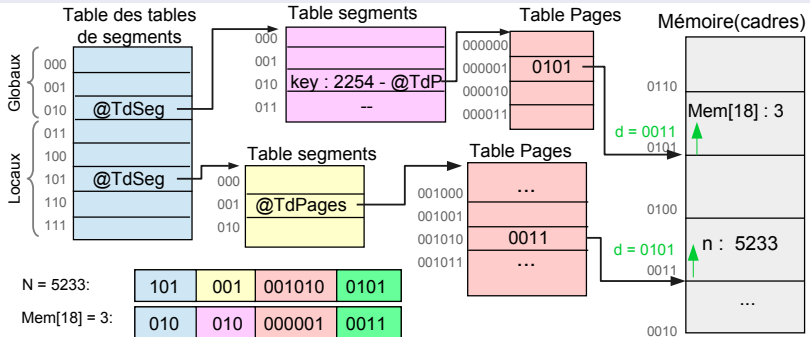 Table des tables
de segments
Table segments
Table Pages
Mémoire(cadres)
Globaux
Locaux
000
001
010
011
100
101
110
111
@TdSeg
@TdSeg
000
001
010
011
key : 2254 - @TdP
--
000000
000001
000010
000011
0101
0110
0101
0100
0011
0010
Mem[18] : 3
d = 0011
n : 5233
d = 0101
...
Table segments
000
001
010
@TdPages
Table Pages
001000
001001
001010
001011
...
0011
...
N = 5233:
101 001 001010 0101
Mem[18] = 3:
010 010 000001 0011